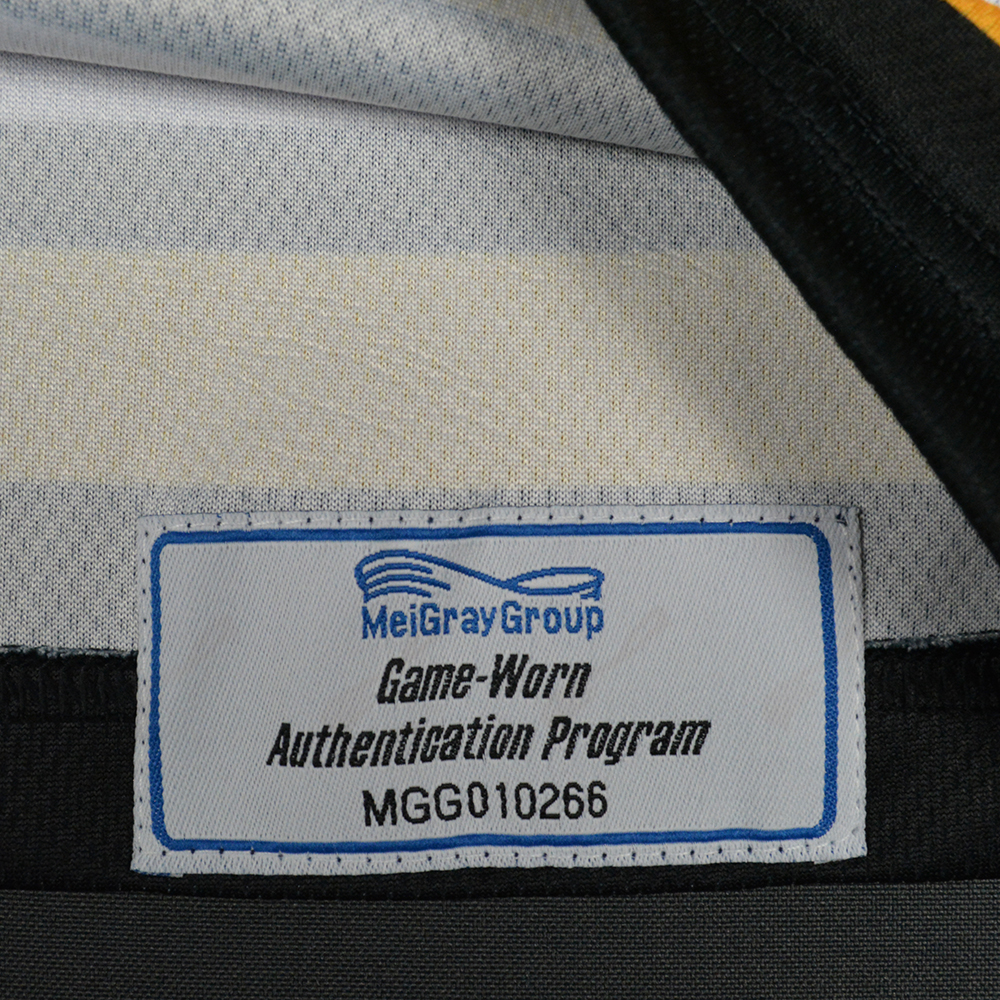 MeiGrayGroup
Game-Worn
Authentication Program
MGG010266